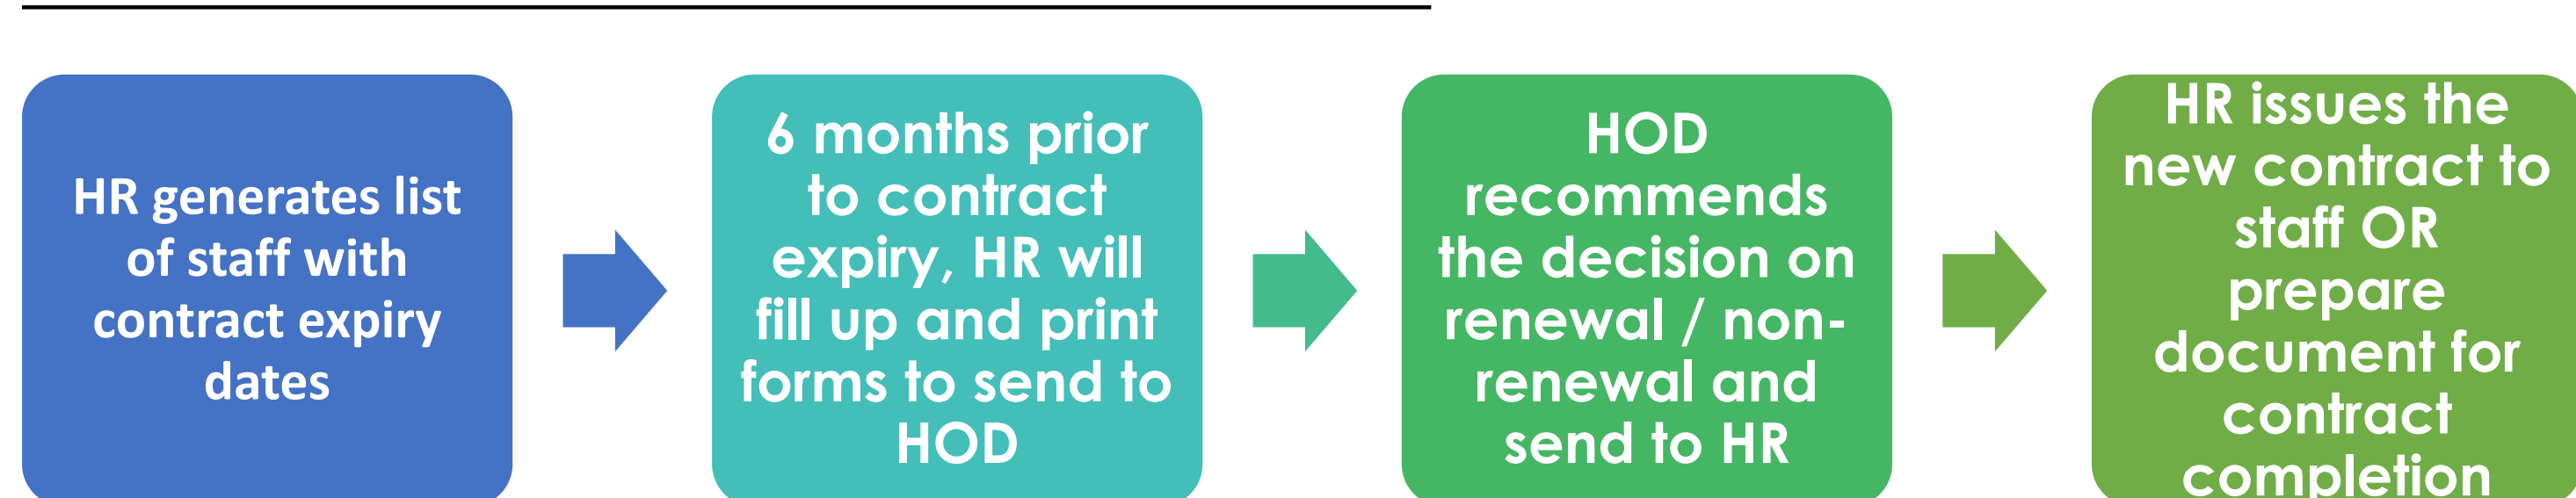 HR generates list
of staff with
contract expiry
dates
6 months prior
to contract
expiry, HR will
fill up and print
forms to send to
HOD
HOD
recommends
the decision on
renewal / non-
renewal and
send to HR
HR issues the
new contract to
staff OR
prepare
document for
contract
completion